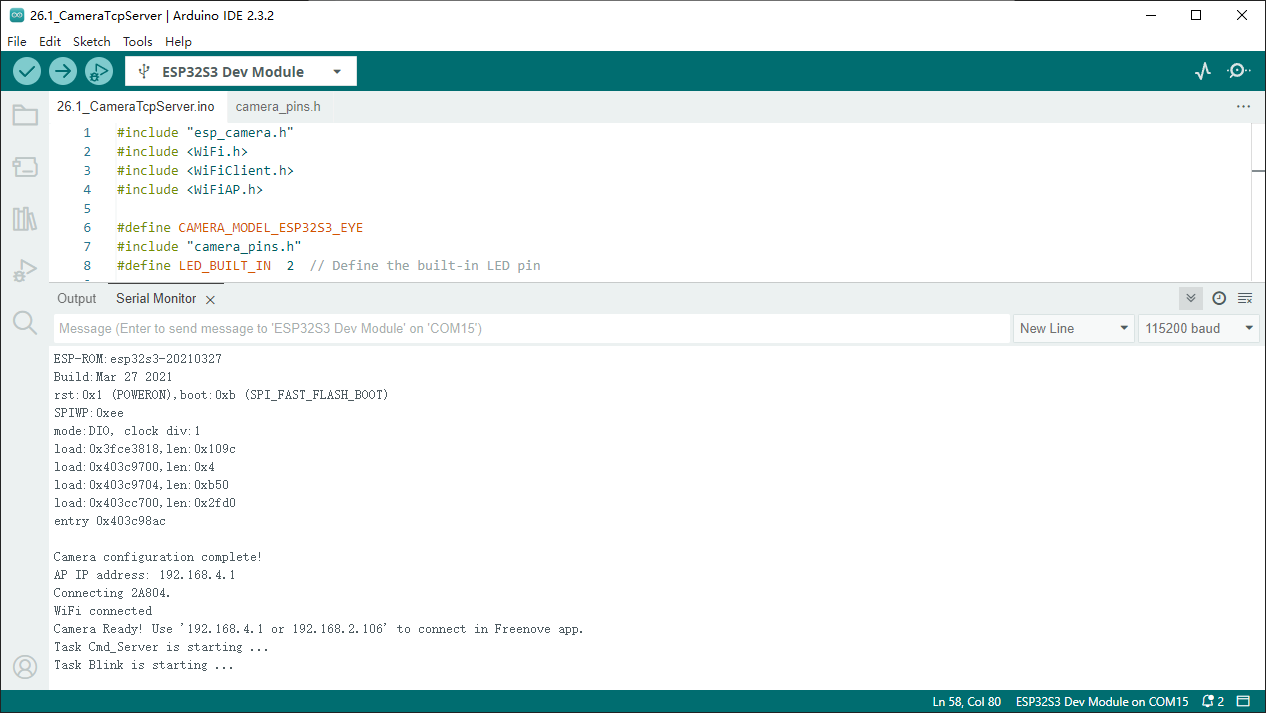 26.1_CameraTcpServer | Arduino IDE 2.3.2
File Edit Sketch Tools Help
ESP32S3 Dev Module
26.1_CameraTcpServer.ino camera_pins.h
1 #include "esp_camera.h"
2 #include <WiFi.h>
3 #include <WiFiClient.h>
4 #include <WiFiAP.h>
5
6 #define CAMERA_MODEL_ESP32S3_EYE
7 #include "camera_pins.h"
8 #define LED_BUILT_IN  2  // Define the built-in LED pin
Output Serial Monitor
Message (Enter to send message to 'ESP32S3 Dev Module' on 'COM15') New Line 115200 baud
ESP-ROM:esp32s3-20210327
Build:Mar 27 2021
rst:0x1 (POWERON),boot:0xb (SPI_FAST_FLASH_BOOT)
SPIWP:0xee
mode:DIO, clock div:1
load:0x3fce3818,len:0x109c
load:0x403c9700,len:0x4
load:0x403c9704,len:0xb50
load:0x403cc700,len:0x2fd0
entry 0x403c98ac
Camera configuration complete!
AP IP address: 192.168.4.1
Connecting 2A804.
WiFi connected
Camera Ready! Use '192.168.4.1 or 192.168.2.106' to connect in Freenove app.
Task Cmd_Server is starting ...
Task Blink is starting ...
Ln 58, Col 80 ESP32S3 Dev Module on COM15 2